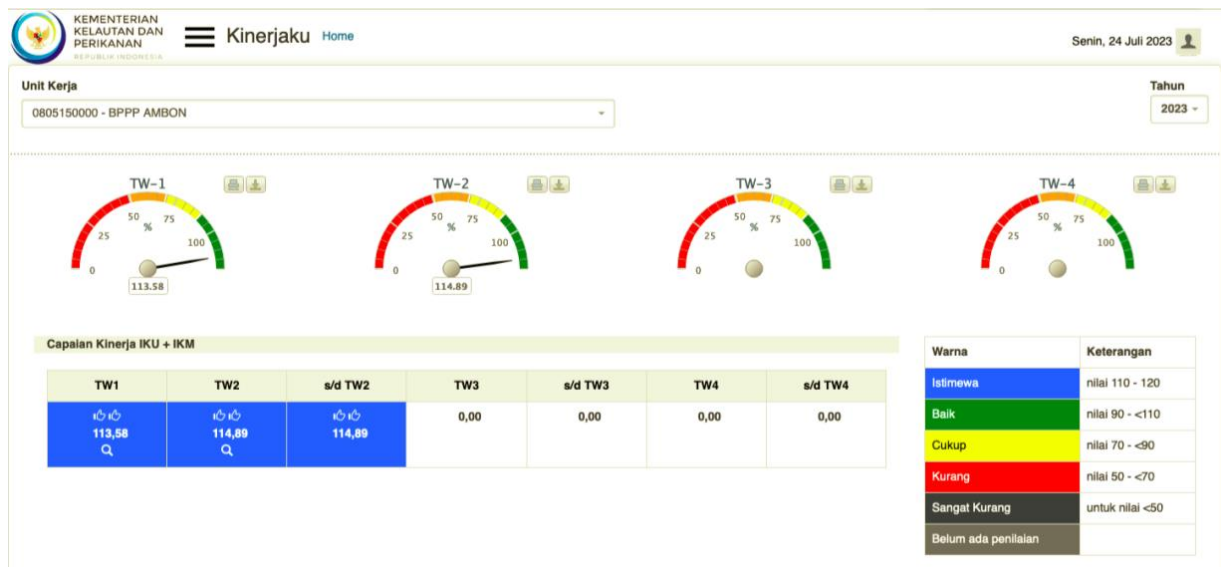 KEMENTERIAN
KELAUTAN DAN
PERIKANAN
REPUBLIK INDONESIA
Kinerjaku Home
Senin, 24 Juli 2023
Unit Kerja
Tahun
0805150000 - BPPP AMBON
2023
TW-1
0
25
50
75
100
%
113.58
TW-2
0
25
50
75
100
%
114.89
TW-3
0
25
50
75
100
%
TW-4
0
25
50
75
100
%
Capaian Kinerja IKU + IKM
TW1 TW2 s/d TW2 TW3 s/d TW3 TW4 s/d TW4
113,58 114,89 114,89 0,00 0,00 0,00 0,00
Warna Keterangan
Istimewa nilai 110 - 120
Baik nilai 90 - <110
Cukup nilai 70 - <90
Kurang nilai 50 - <70
Sangat Kurang untuk nilai <50
Belum ada penilaian